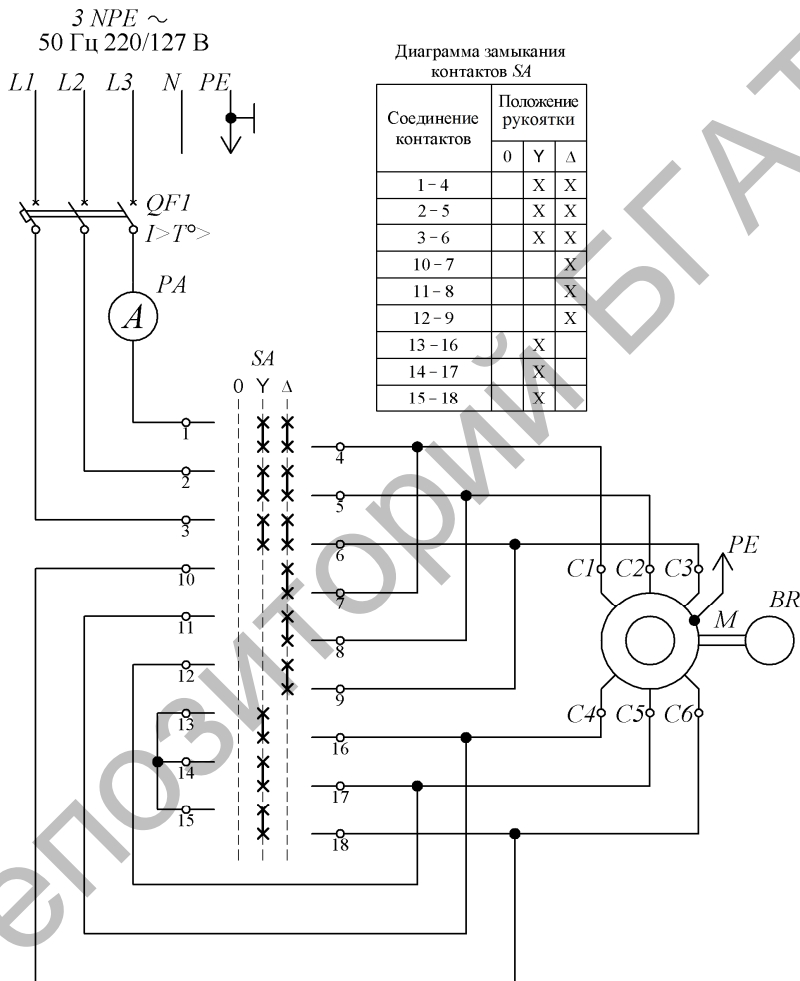 3 NPE ~
50 Гц 220/127 В
L1 L2 L3 N PE
QF1
I>T°>
PA
A
Диаграмма замыкания
контактов SA
Соединение контактов
Положение рукоятки
0 Y Δ
1–4 X X
2–5 X X
3–6 X X
10–7 X
11–8 X
12–9 X
13–16 X
14–17 X
15–18 X
SA
0 Y Δ
1
4
2
5
3
6
10
7
11
8
12
9
13
16
14
17
15
18
C1 C2 C3
PE
M
BR
C4 C5 C6
епозиторий БГАТ